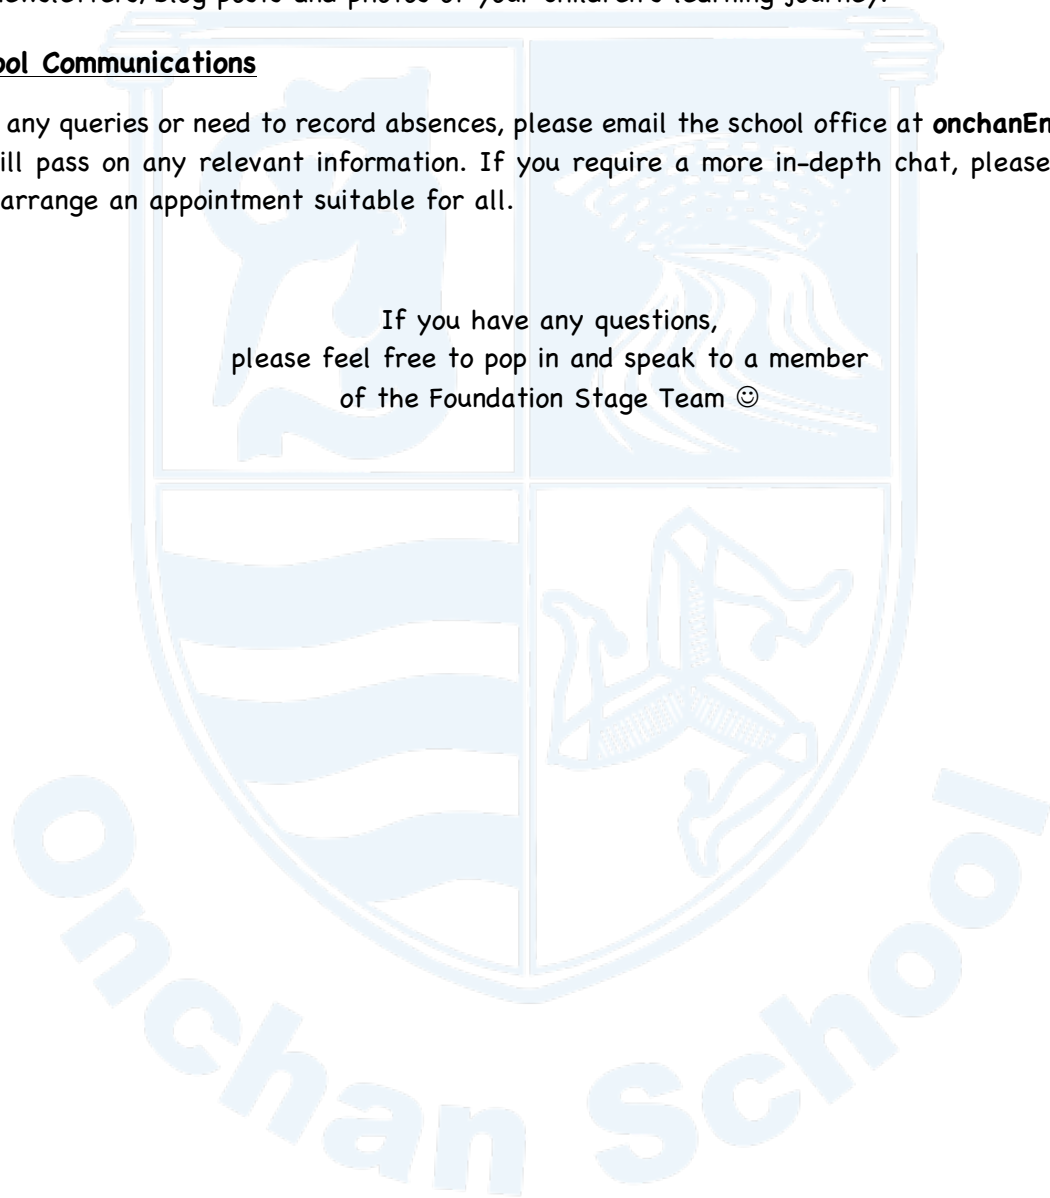 newsletters, blog posts and photos of your children's learning journey.
ool Communications
any queries or need to record absences, please email the school office at onchanEn
ill pass on any relevant information. If you require a more in-depth chat, please
arrange an appointment suitable for all.
If you have any questions,
please feel free to pop in and speak to a member
of the Foundation Stage Team ☺
Onchan School